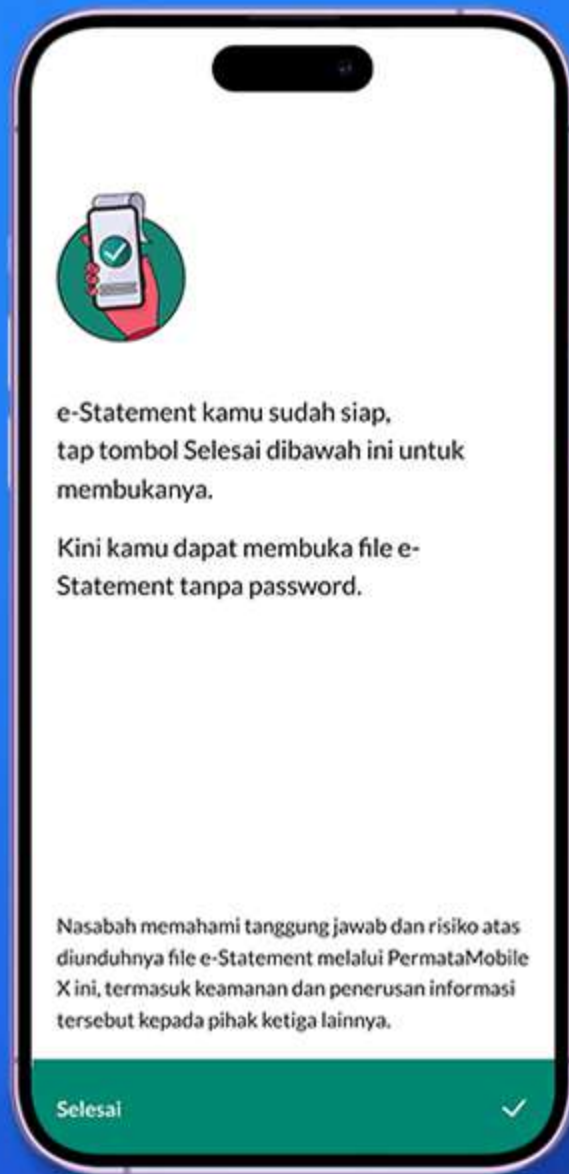 e-Statement kamu sudah siap,
tap tombol Selesai dibawah ini untuk
membukanya.
Kini kamu dapat membuka file e-
Statement tanpa password.
Nasabah memahami tanggung jawab dan risiko atas
diunduhnya file e-Statement melalui PermataMobile
X ini, termasuk keamanan dan penerusan informasi
tersebut kepada pihak ketiga lainnya.
Selesai